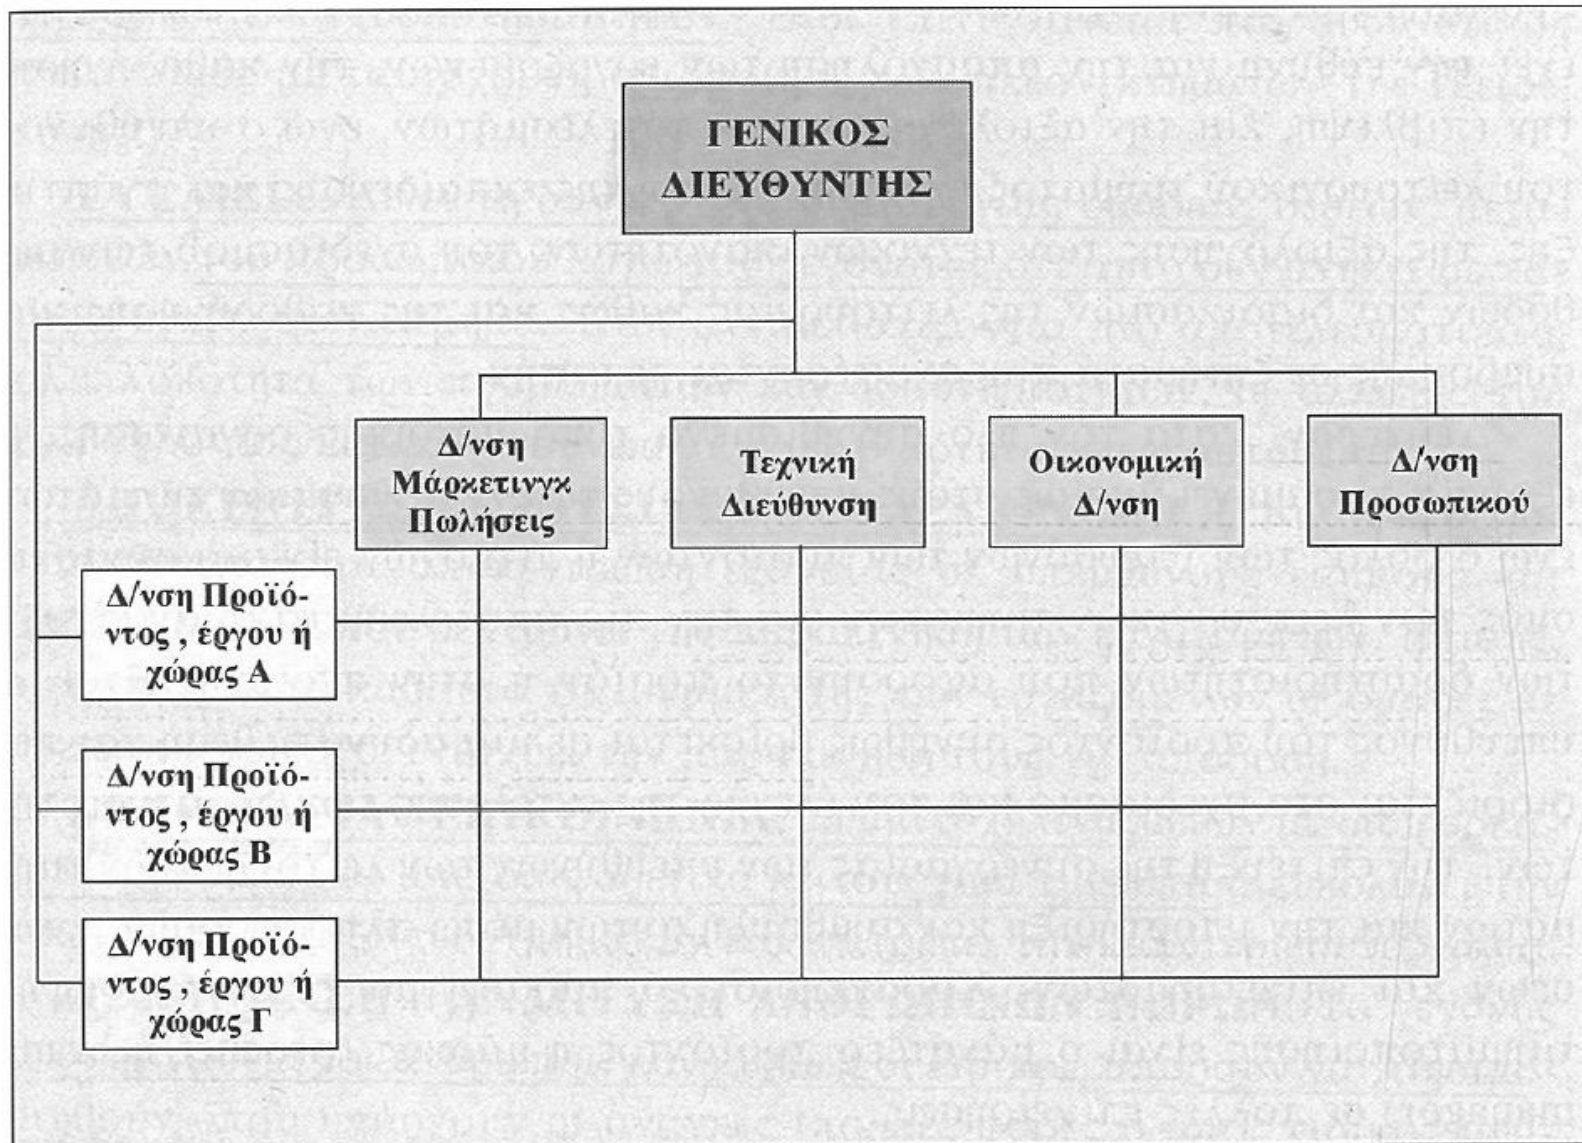 ΓΕΝΙΚΟΣ
ΔΙΕΥΘΥΝΤΗΣ
Δ/νση
Μάρκετινγκ
Πωλήσεις
Τεχνική
Διεύθυνση
Οικονομική
Δ/νση
Δ/νση
Προσωπικού
Δ/νση Προϊό-
ντος , έργου ή
χώρας Α
Δ/νση Προϊό-
ντος , έργου ή
χώρας Β
Δ/νση Προϊό-
ντος , έργου ή
χώρας Γ